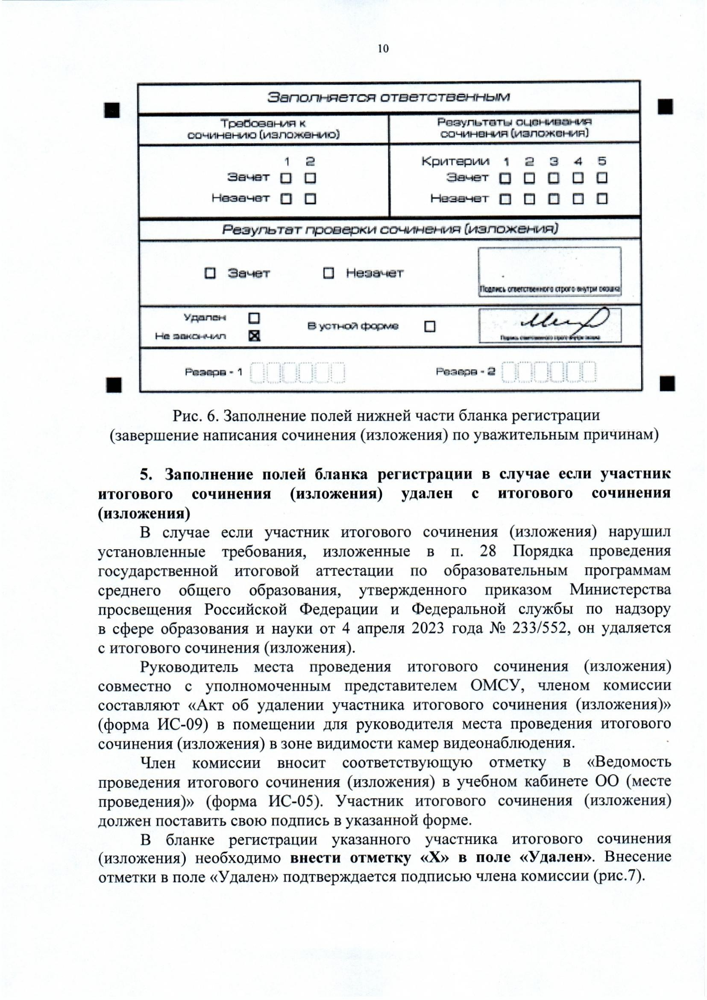 10
Заполняется ответственным
Требования к
сочинению (изложению)
Результаты оценивания
сочинения (изложения)
1 2
Зачет
Незачет
Критерии 1 2 3 4 5
Зачет
Незачет
Результат проверки сочинения (изложения)
Зачет
Незачет
Подпись ответственного строго внутри окошка
Удален
Не закончил
В устной форме
Подпись ответственного строго внутри окошка
Резерв - 1
Резерв - 2
Рис. 6. Заполнение полей нижней части бланка регистрации
(завершение написания сочинения (изложения) по уважительным причинам)
5. Заполнение полей бланка регистрации в случае если участник
итогового сочинения (изложения) удален с итогового сочинения
(изложения)
В случае если участник итогового сочинения (изложения) нарушил
установленные требования, изложенные в п. 28 Порядка проведения
государственной итоговой аттестации по образовательным программам
среднего общего образования, утвержденного приказом Министерства
просвещения Российской Федерации и Федеральной службы по надзору
в сфере образования и науки от 4 апреля 2023 года № 233/552, он удаляется
с итогового сочинения (изложения).
Руководитель места проведения итогового сочинения (изложения)
совместно с уполномоченным представителем ОМСУ, членом комиссии
составляют «Акт об удалении участника итогового сочинения (изложения)»
(форма ИС-09) в помещении для руководителя места проведения итогового
сочинения (изложения) в зоне видимости камер видеонаблюдения.
Член комиссии вносит соответствующую отметку в «Ведомость
проведения итогового сочинения (изложения) в учебном кабинете ОО (месте
проведения)» (форма ИС-05). Участник итогового сочинения (изложения)
должен поставить свою подпись в указанной форме.
В бланке регистрации указанного участника итогового сочинения
(изложения) необходимо внести отметку «X» в поле «Удален». Внесение
отметки в поле «Удален» подтверждается подписью члена комиссии (рис.7).